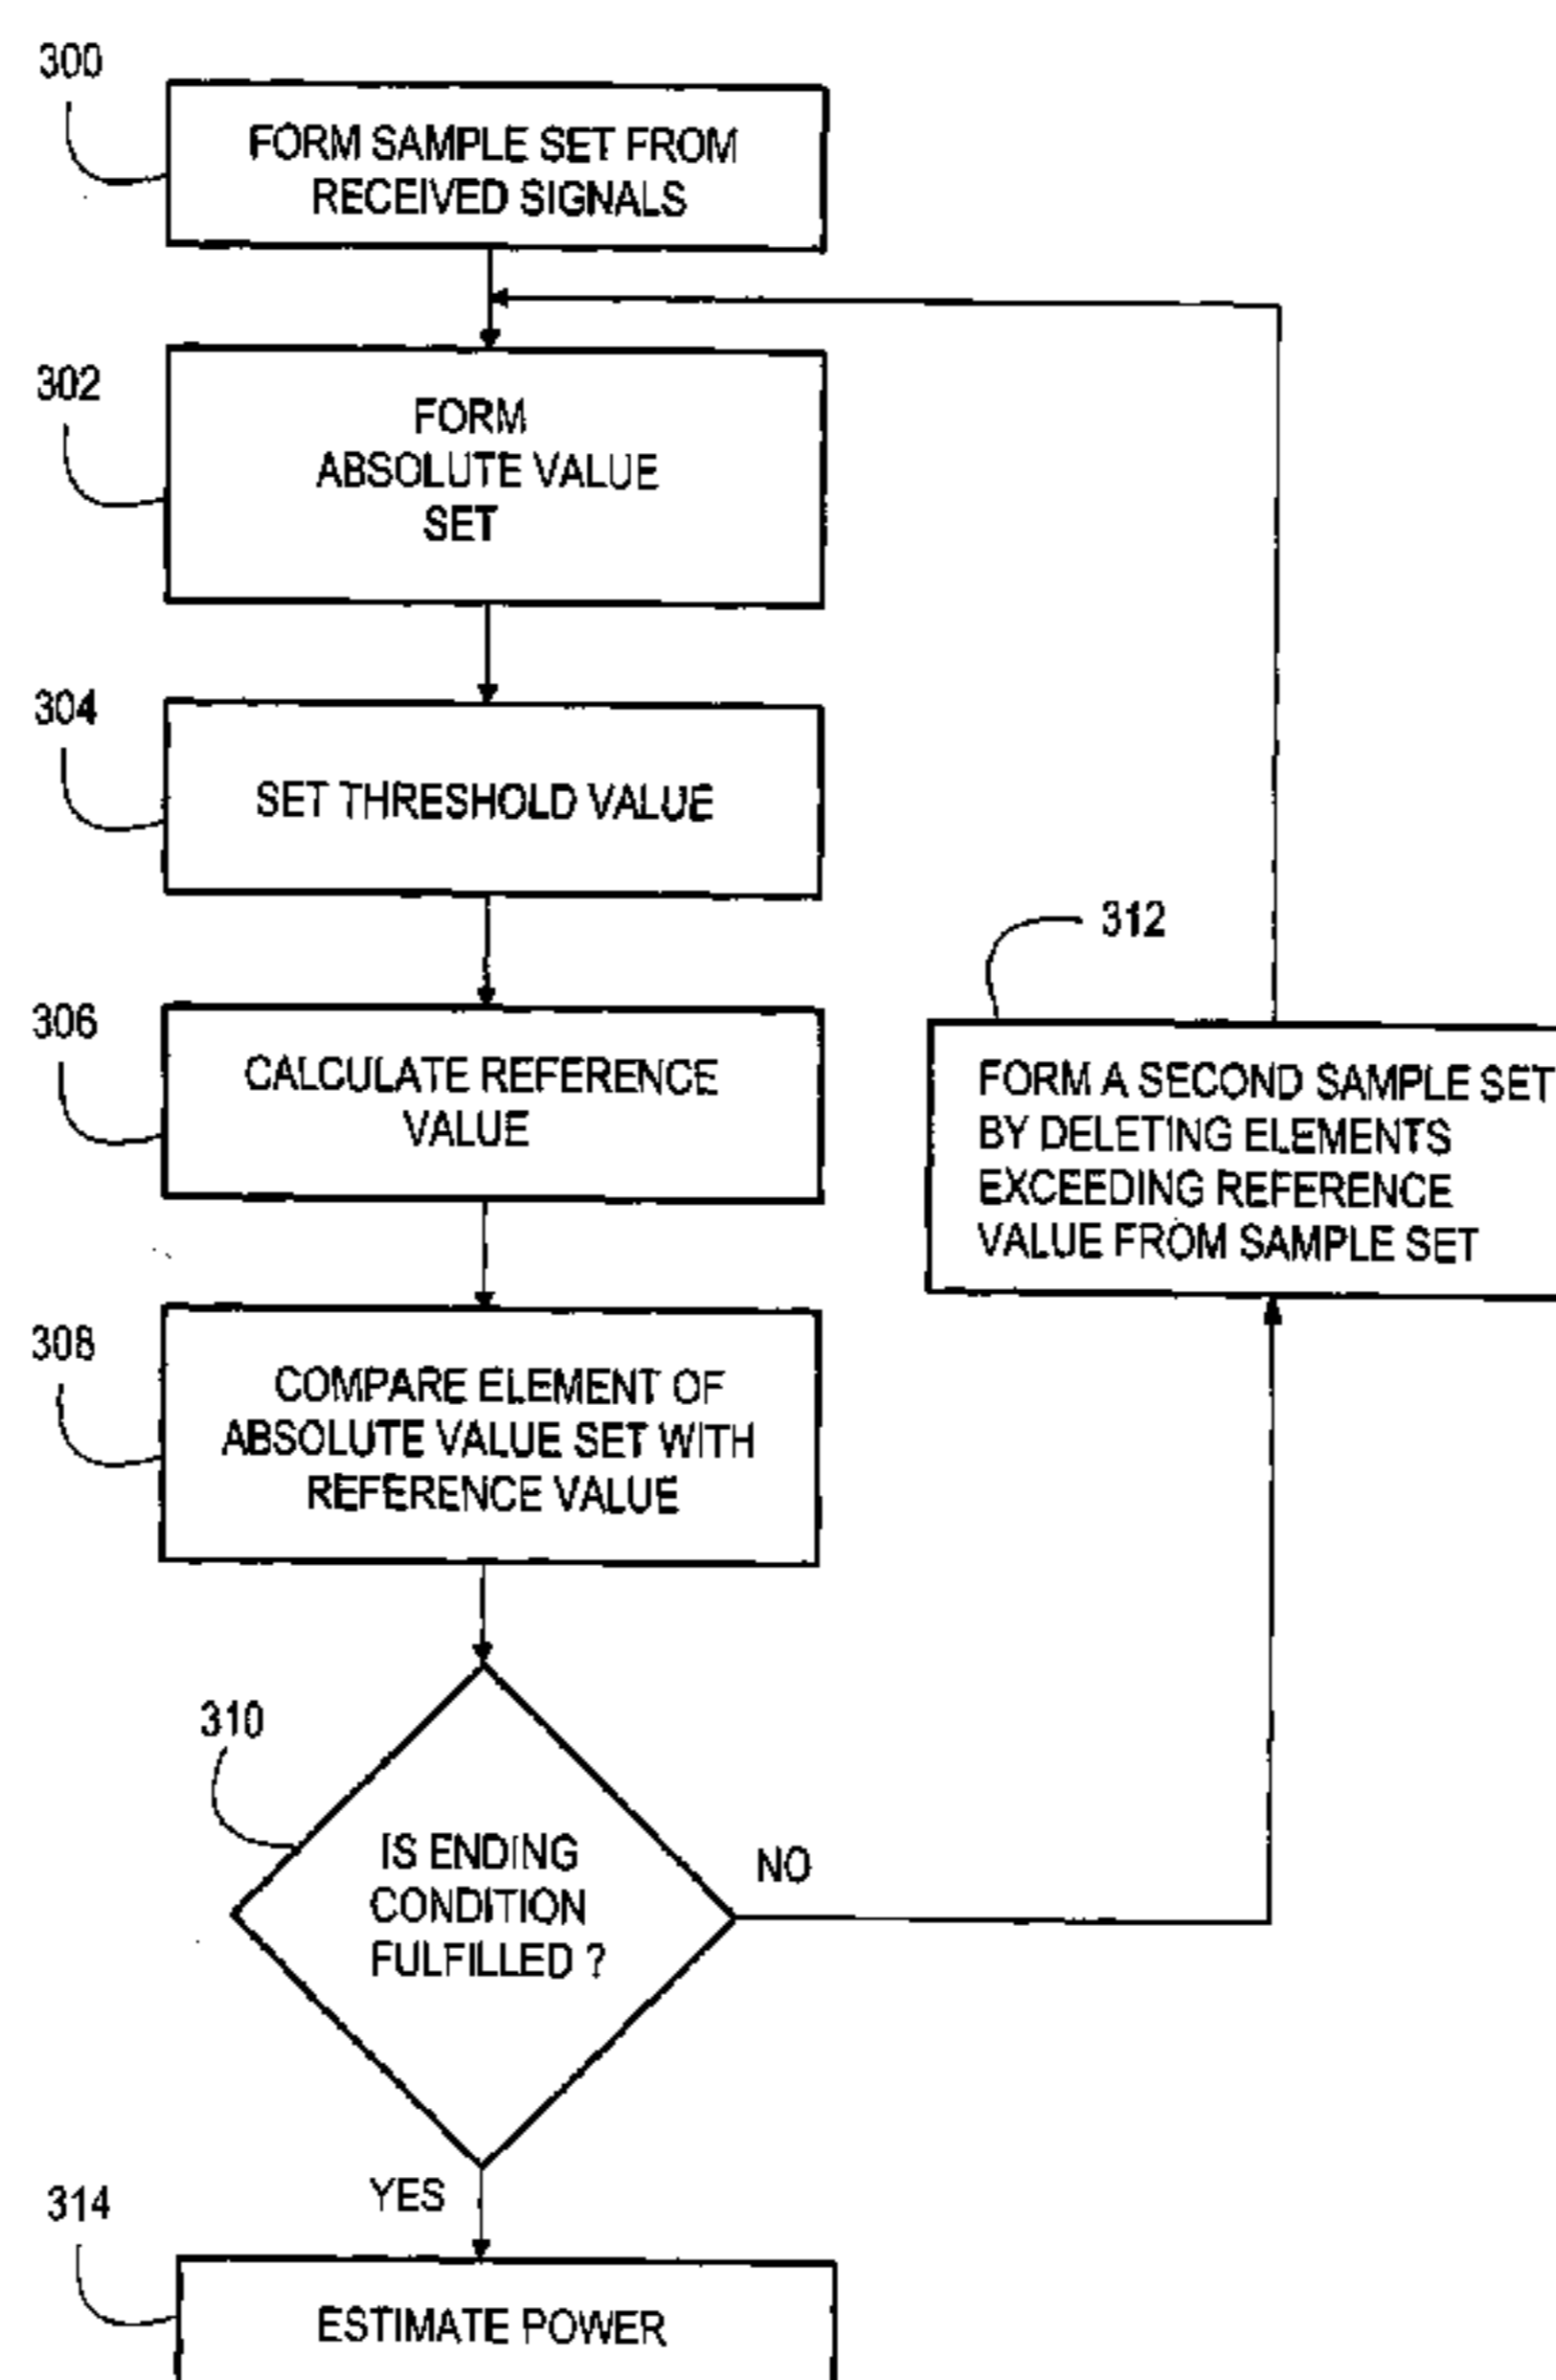 300
FORM SAMPLE SET FROM
RECEIVED SIGNALS
302
FORM
ABSOLUTE VALUE
SET
304
SET THRESHOLD VALUE
306
CALCULATE REFERENCE
VALUE
312
FORM A SECOND SAMPLE SET
BY DELETING ELEMENTS
EXCEEDING REFERENCE
VALUE FROM SAMPLE SET
308
COMPARE ELEMENT OF
ABSOLUTE VALUE SET WITH
REFERENCE VALUE
310
IS ENDING
CONDITION
FULFILLED ?
NO
YES
314
ESTIMATE POWER